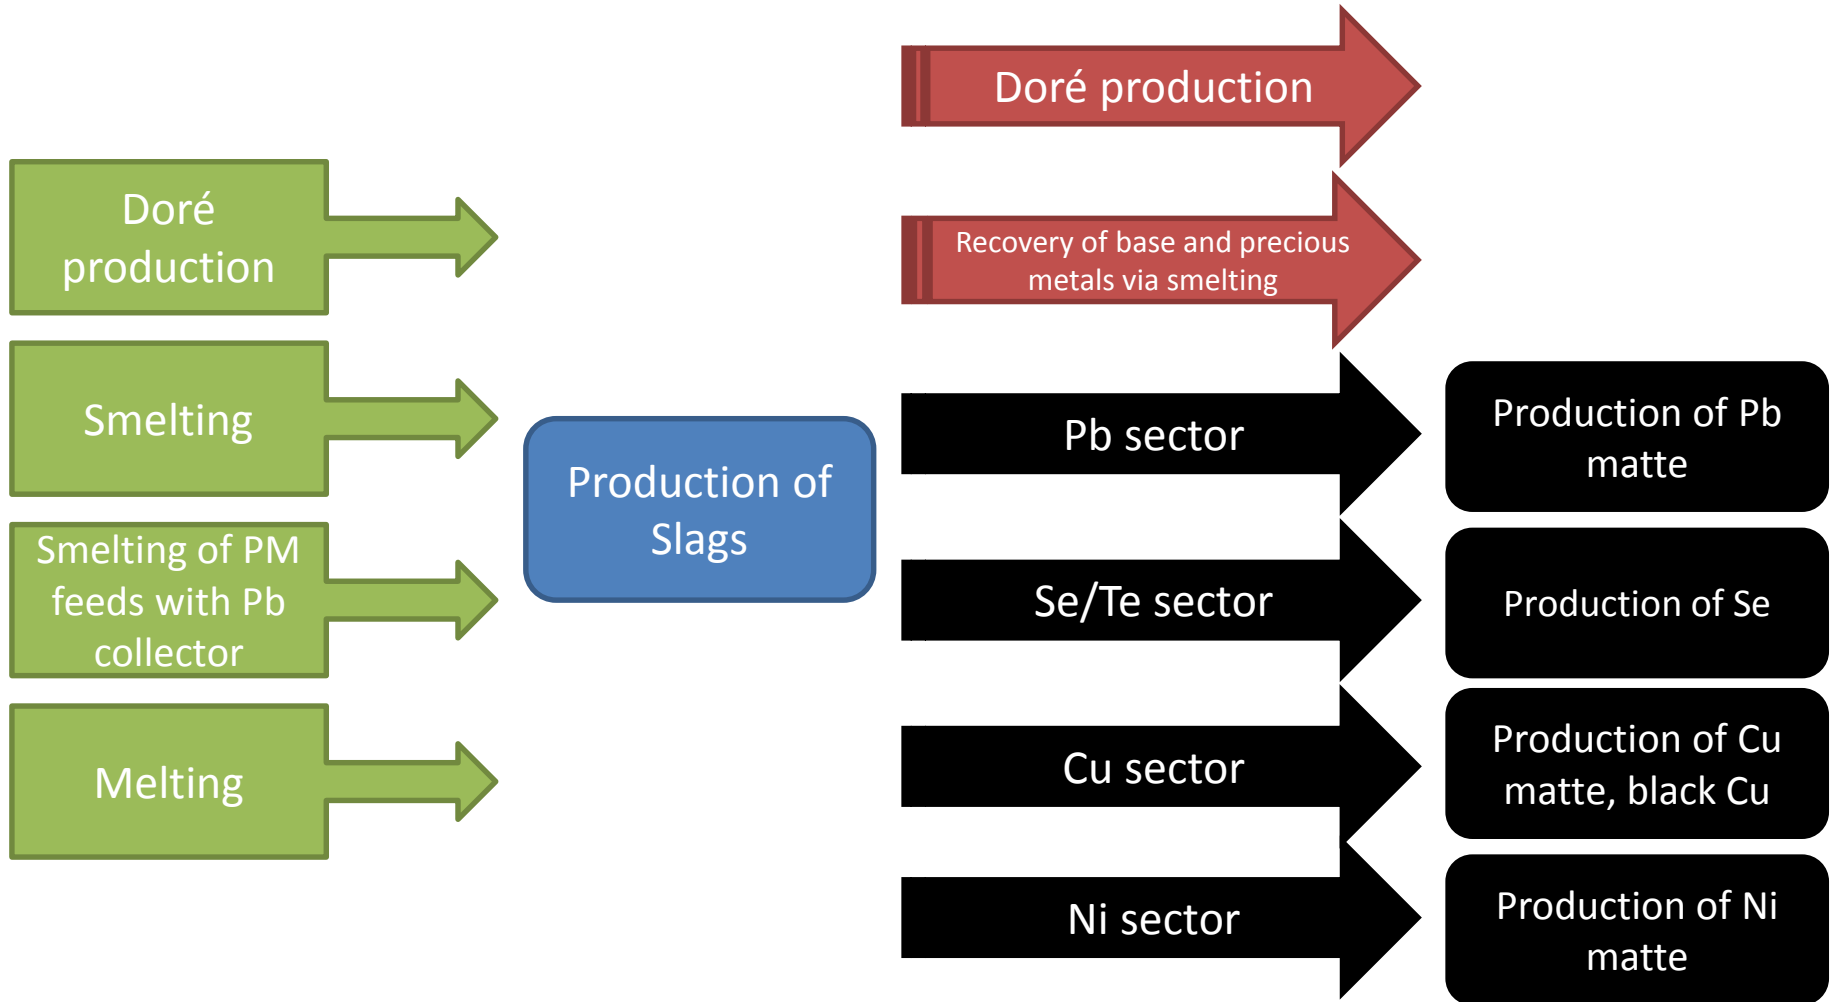 Doré
production
Smelting
Smelting of PM
feeds with Pb
collector
Melting
Production of
Slags
Doré production
Recovery of base and precious
metals via smelting
Pb sector
Production of Pb
matte
Se/Te sector
Production of Se
Cu sector
Production of Cu
matte, black Cu
Ni sector
Production of Ni
matte